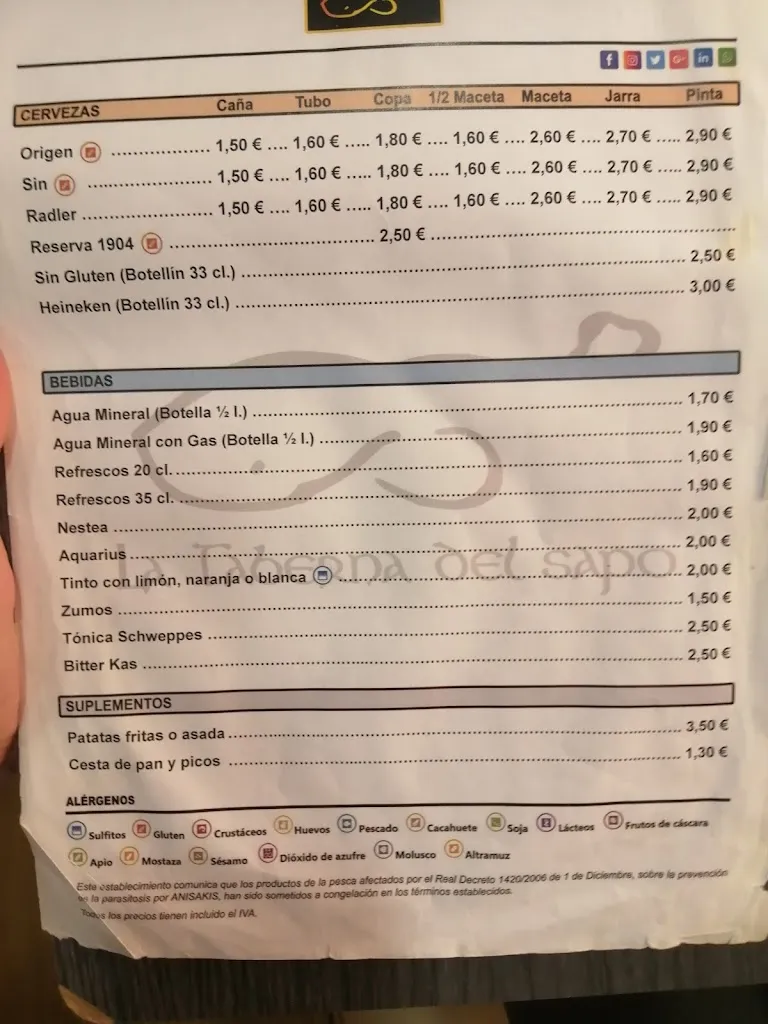 CERVEZAS Caña Tubo Copa 1/2 Maceta Maceta Jarra Pinta
Origen ................... 1,50 € .... 1,60 € ..... 1,80 € .... 1,60 € .... 2,60 € .... 2,70 € ..... 2,90 €
Sin ........................ 1,50 € .... 1,60 € ..... 1,80 € .... 1,60 € .... 2,60 € .... 2,70 € ..... 2,90 €
Radler ........................ 1,50 € .... 1,60 € ..... 1,80 € .... 1,60 € .... 2,60 € .... 2,70 € ..... 2,90 €
Reserva 1904 ........................................ 2,50 € ............................................................
Sin Gluten (Botellín 33 cl.) ............................................................ 2,50 €
Heineken (Botellín 33 cl.) ............................................................ 3,00 €
BEBIDAS
Agua Mineral (Botella ½ l.) ............................................................ 1,70 €
Agua Mineral con Gas (Botella ½ l.) ............................................................ 1,90 €
Refrescos 20 cl. ............................................................ 1,60 €
Refrescos 35 cl. ............................................................ 1,90 €
Nestea ............................................................ 2,00 €
Aquarius ............................................................ 2,00 €
La Taberna del Sapo
Tinto con limón, naranja o blanca ............................................................ 2,00 €
Zumos ............................................................ 1,50 €
Tónica Schweppes ............................................................ 2,50 €
Bitter Kas ............................................................ 2,50 €
SUPLEMENTOS
Patatas fritas o asada ............................................................ 3,50 €
Cesta de pan y picos ............................................................ 1,30 €
ALÉRGENOS
Sulfitos Gluten Crustáceos Huevos Pescado Cacahuete Soja Lácteos Frutos de cáscara
Apio Mostaza Sésamo Dióxido de azufre Molusco Altramuz
Este establecimiento comunica que los productos de la pesca afectados por el Real Decreto 1420/2006 de 1 de Diciembre, sobre la prevención
en la parasitosis por ANISAKIS, han sido sometidos a congelación en los términos establecidos.
Todos los precios tienen incluido el IVA.